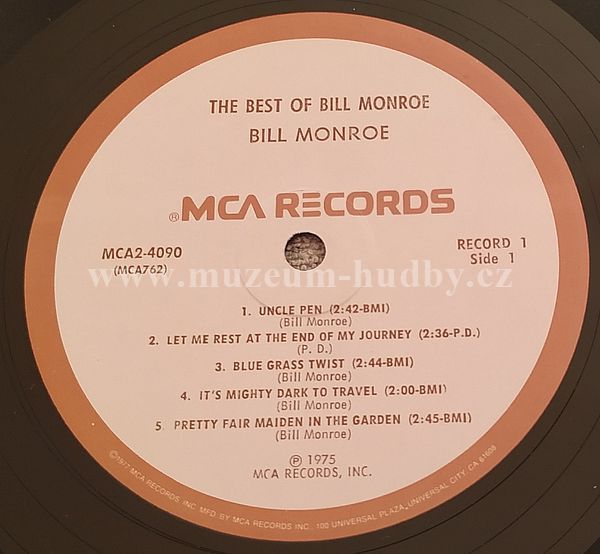 THE BEST OF BILL MONROE
BILL MONROE
® MCA RECORDS
MCA2-4090
(MCA762)
RECORD 1
Side 1
www.muzeum-hudby.cz
1. UNCLE PEN (2:42-BMI)
(Bill Monroe)
2. LET ME REST AT THE END OF MY JOURNEY (2:36-P.D.)
(P. D.)
3. BLUE GRASS TWIST (2:44-BMI)
(Bill Monroe)
4. IT'S MIGHTY DARK TO TRAVEL (2:00-BMI)
(Bill Monroe)
5 PRETTY FAIR MAIDEN IN THE GARDEN (2:45-BMI)
(Bill Monroe)
℗ 1975
MCA RECORDS, INC.
©1977 MCA RECORDS, INC. MFD. BY MCA RECORDS INC., 100 UNIVERSAL PLAZA, UNIVERSAL CITY, CA 61608